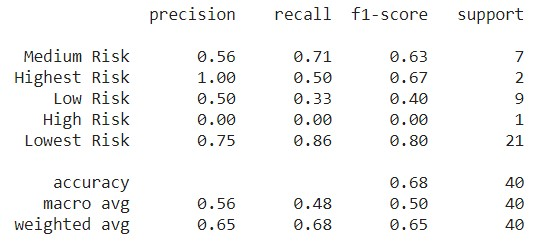 precision recall f1-score support
Medium Risk 0.56 0.71 0.63 7
Highest Risk 1.00 0.50 0.67 2
Low Risk 0.50 0.33 0.40 9
High Risk 0.00 0.00 0.00 1
Lowest Risk 0.75 0.86 0.80 21
accuracy 0.68 40
macro avg 0.56 0.48 0.50 40
weighted avg 0.65 0.68 0.65 40